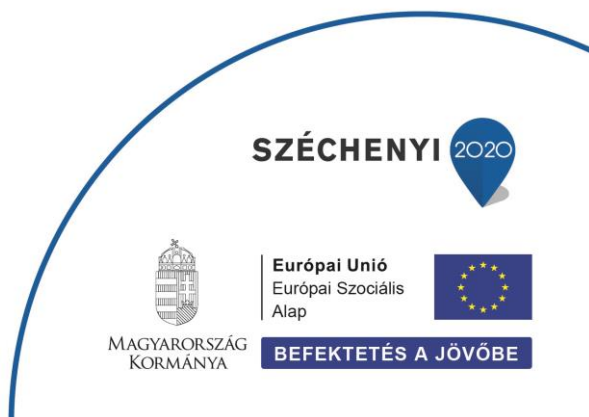 SZÉCHENYI 2020
MAGYARORSZÁG
KORMÁNYA
Európai Unió
Európai Szociális
Alap
BEFEKTETÉS A JÖVŐBE